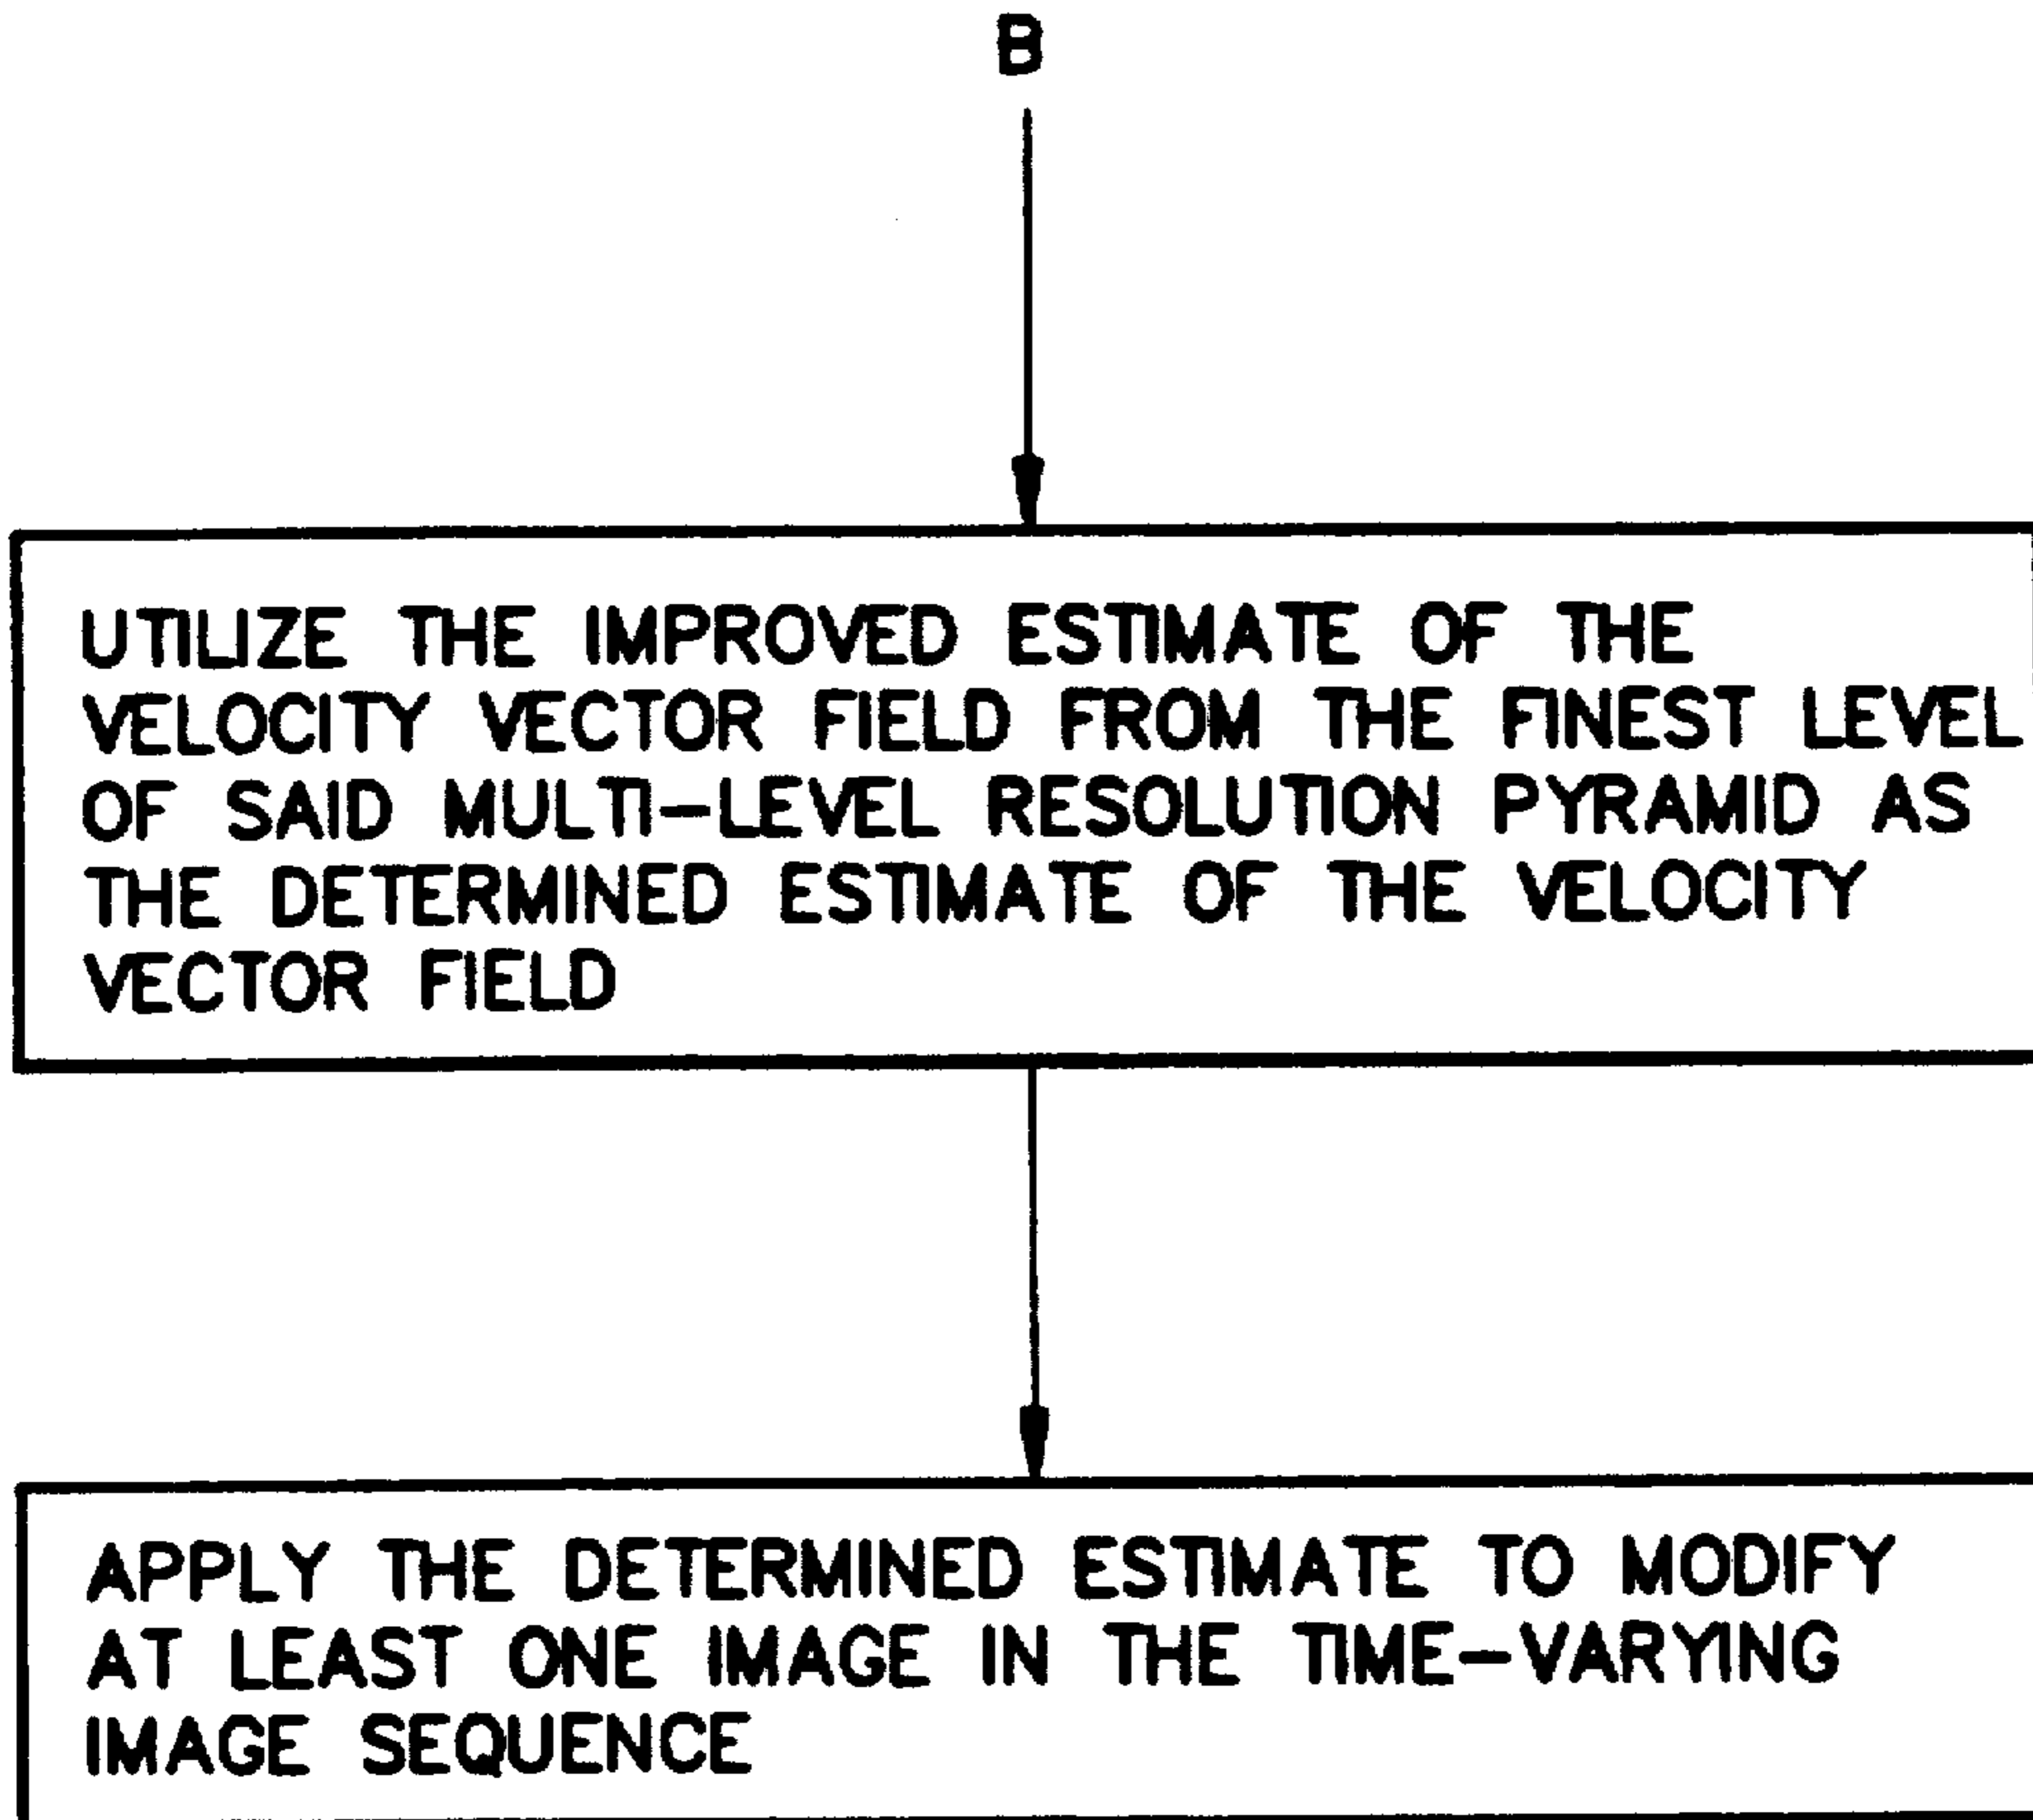 B
UTILIZE THE IMPROVED ESTIMATE OF THE
VELOCITY VECTOR FIELD FROM THE FINEST LEVEL
OF SAID MULTI-LEVEL RESOLUTION PYRAMID AS
THE DETERMINED ESTIMATE OF THE VELOCITY
VECTOR FIELD
APPLY THE DETERMINED ESTIMATE TO MODIFY
AT LEAST ONE IMAGE IN THE TIME-VARYING
IMAGE SEQUENCE